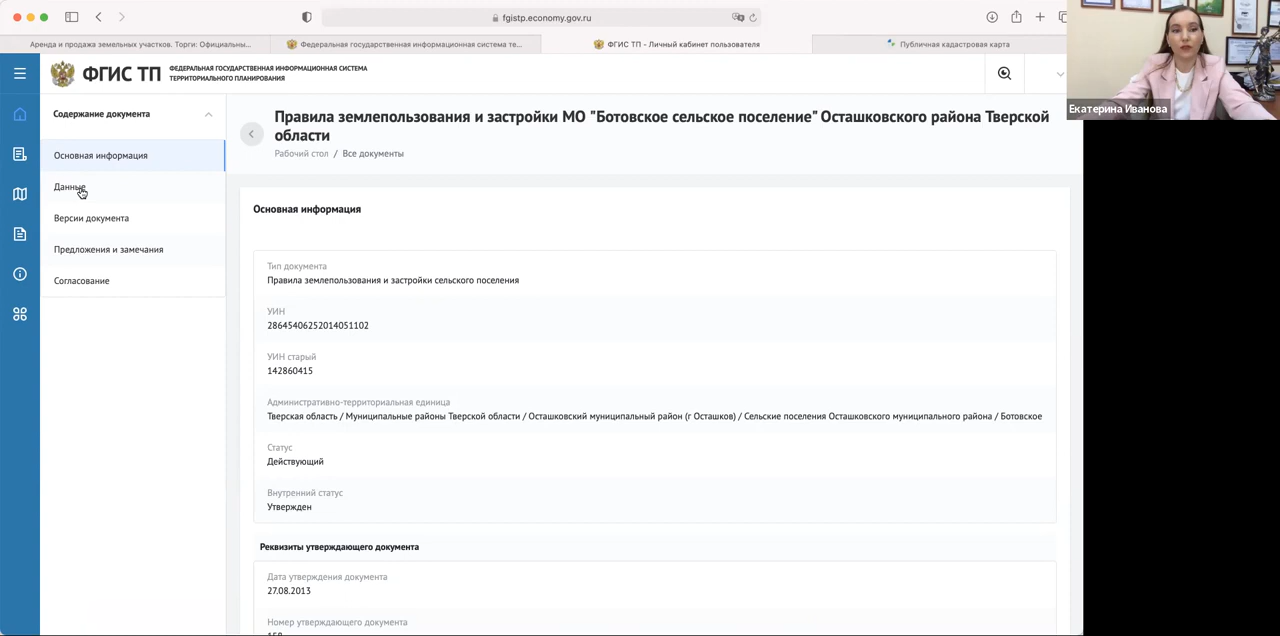 fgistp.economy.gov.ru
Аренда и продажа земельных участков. Торги: Официальны...
Федеральная государственная информационная система те...
ФГИС ТП - Личный кабинет пользователя
Публичная кадастровая карта
Екатерина Иванова
ФГИС ТП
ФЕДЕРАЛЬНАЯ ГОСУДАРСТВЕННАЯ ИНФОРМАЦИОННАЯ СИСТЕМА
ТЕРРИТОРИАЛЬНОГО ПЛАНИРОВАНИЯ
Содержание документа
Основная информация
Данные
Версии документа
Предложения и замечания
Согласование
Правила землепользования и застройки МО "Ботовское сельское поселение" Осташковского района Тверской
области
Рабочий стол / Все документы
Основная информация
Тип документа
Правила землепользования и застройки сельского поселения
УИН
28645406252014051102
УИН старый
142860415
Административно-территориальная единица
Тверская область / Муниципальные районы Тверской области / Осташковский муниципальный район (г Осташков) / Сельские поселения Осташковского муниципального района / Ботовское
Статус
Действующий
Внутренний статус
Утвержден
Реквизиты утверждающего документа
Дата утверждения документа
27.08.2013
Номер утверждающего документа